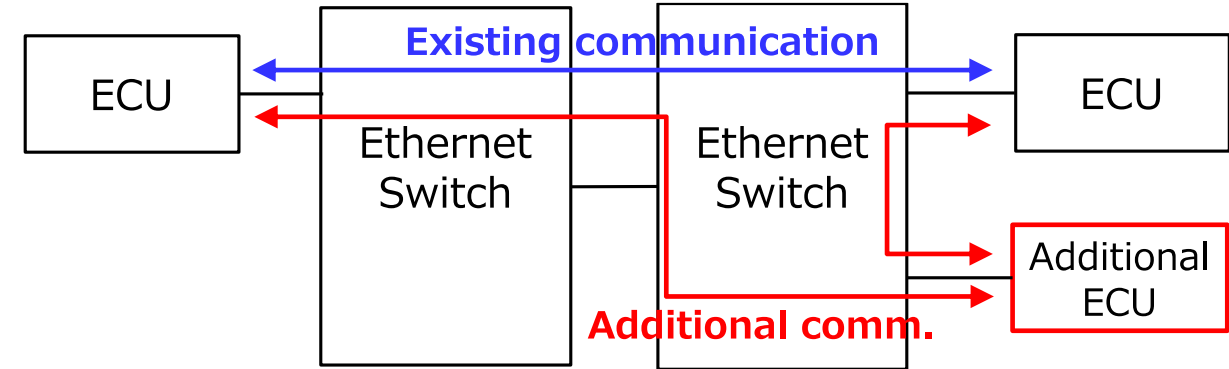 Existing communication
ECU
Ethernet
Switch
Ethernet
Switch
ECU
Additional
ECU
Additional comm.